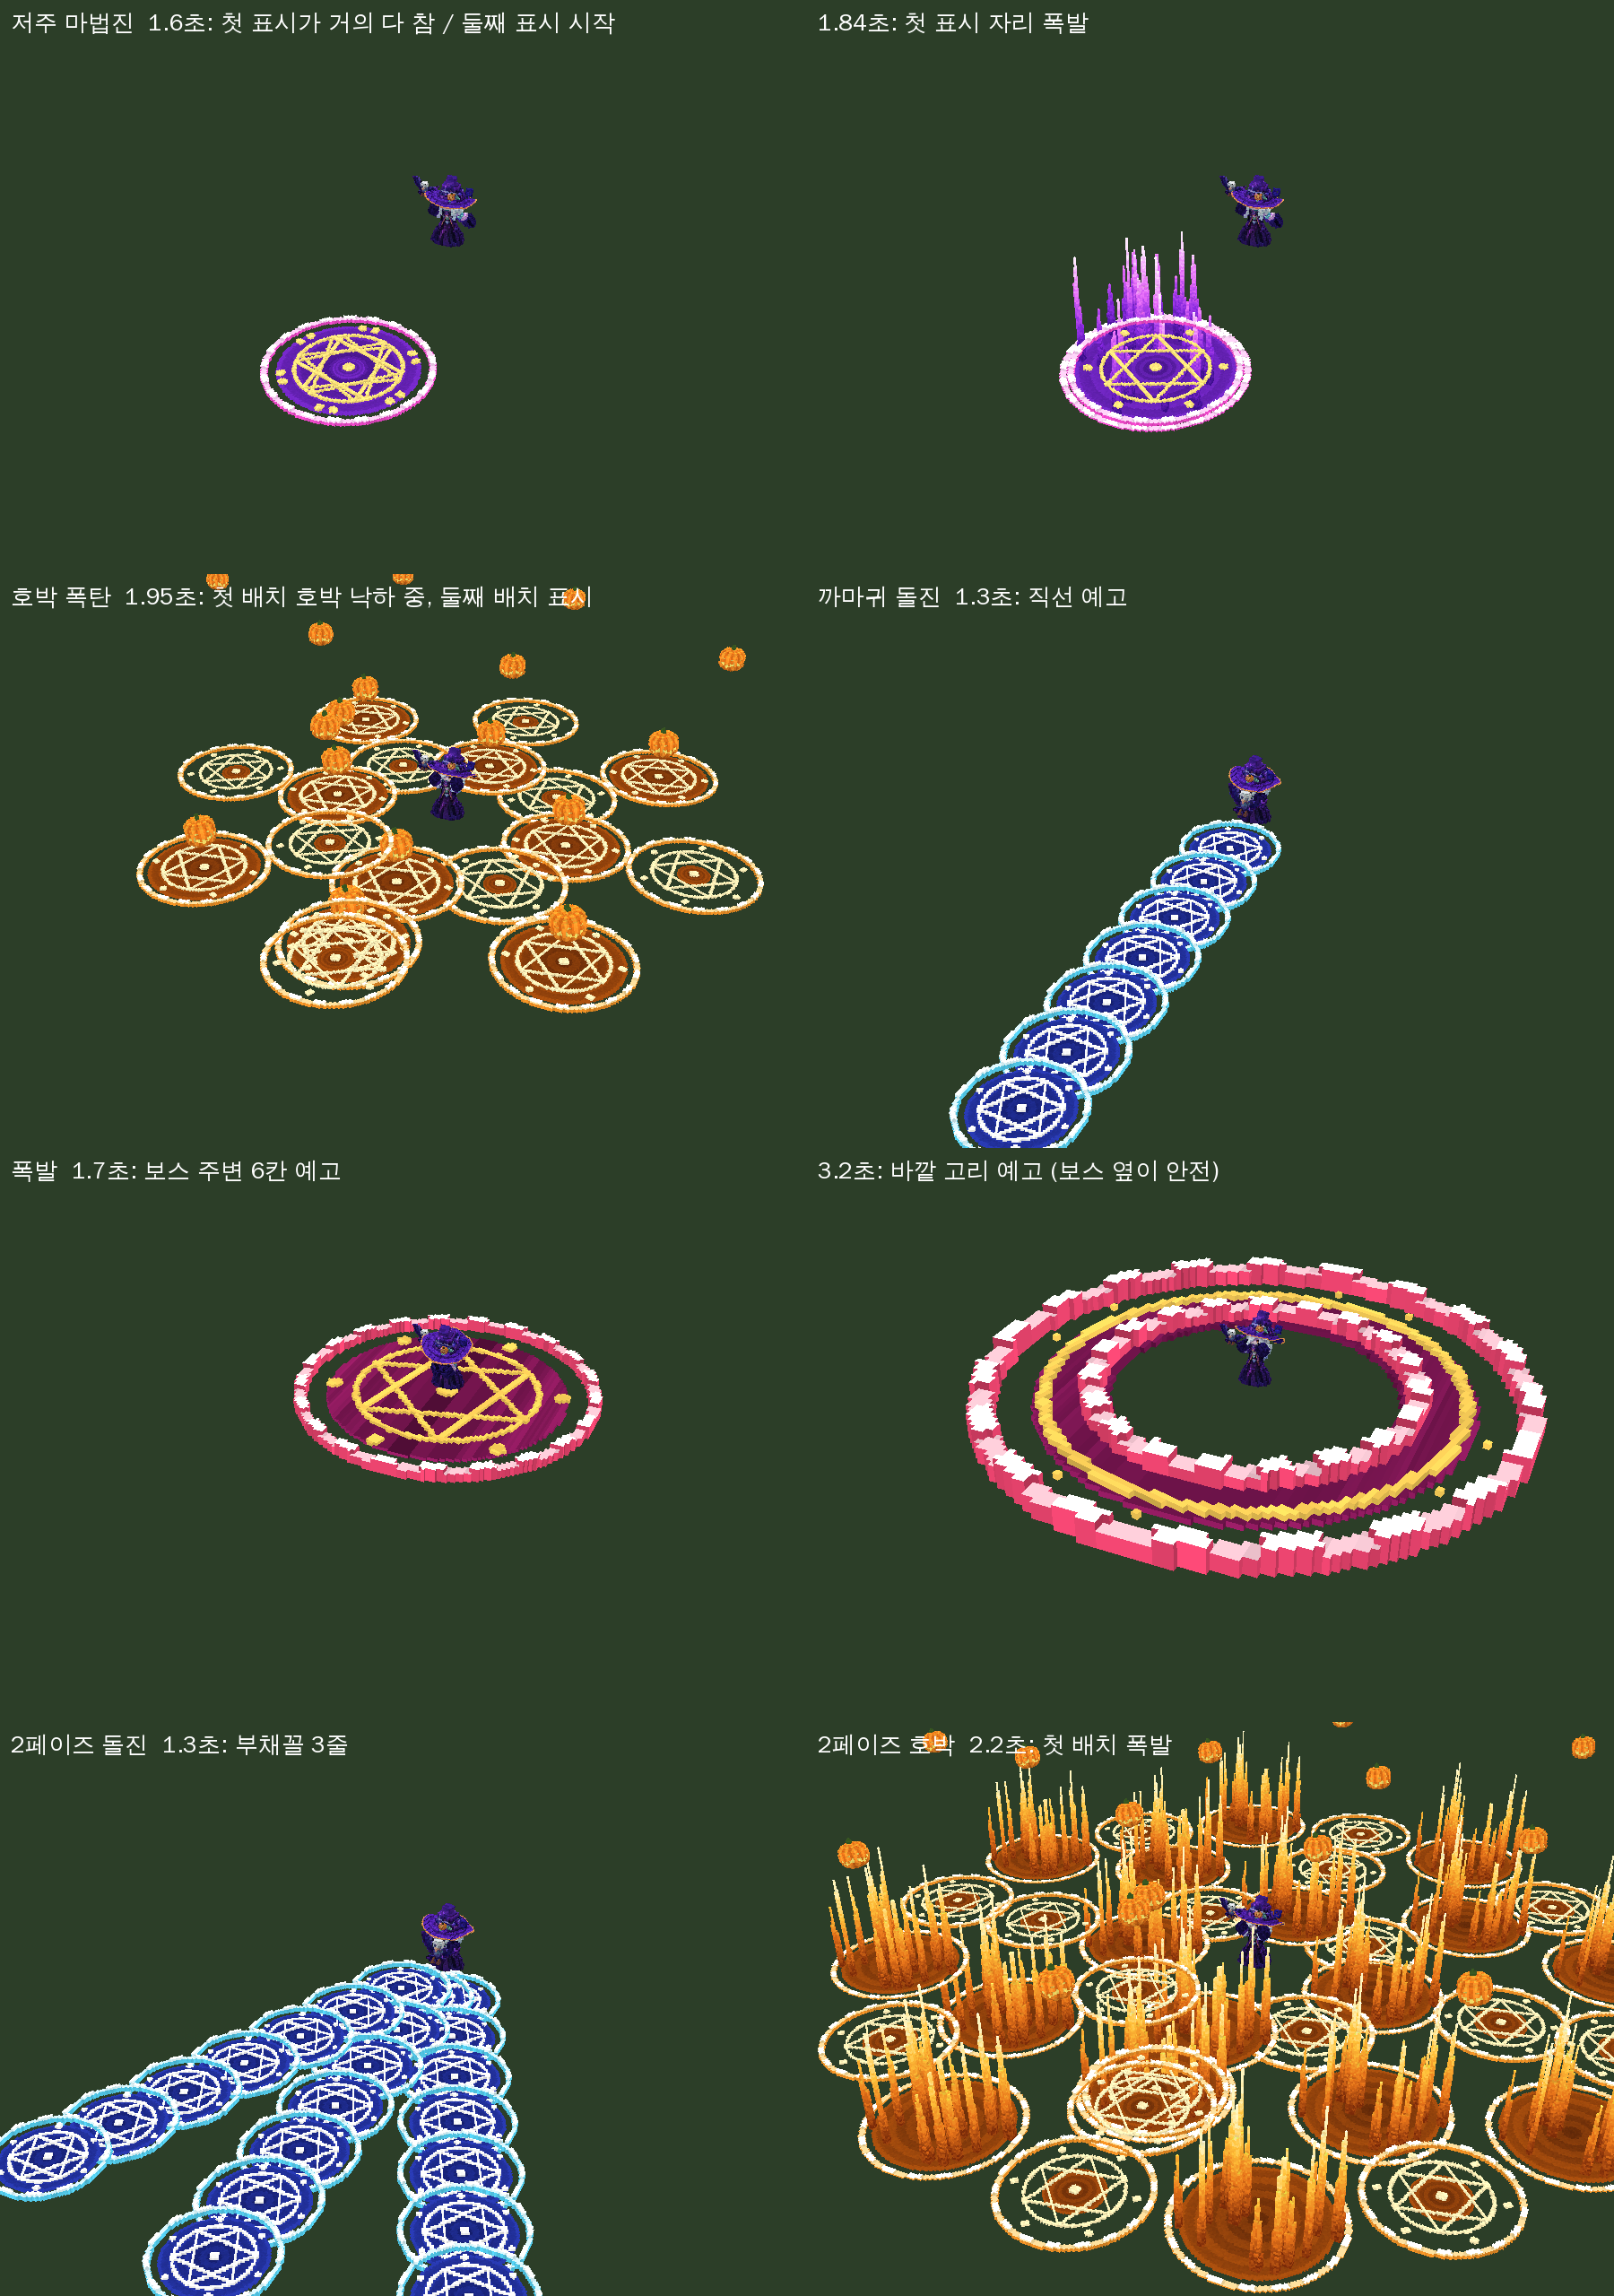 저주 마법진  1.6초: 첫 표시가 거의 다 참 / 둘째 표시 시작
1.84초: 첫 표시 자리 폭발
호박 폭탄  1.95초: 첫 배치 호박 낙하 중, 둘째 배치 표시
까마귀 돌진  1.3초: 직선 예고
폭발  1.7초: 보스 주변 6칸 예고
3.2초: 바깥 고리 예고 (보스 옆이 안전)
2페이즈 돌진  1.3초: 부채꼴 3줄
2페이즈 호박  2.2초: 첫 배치 폭발